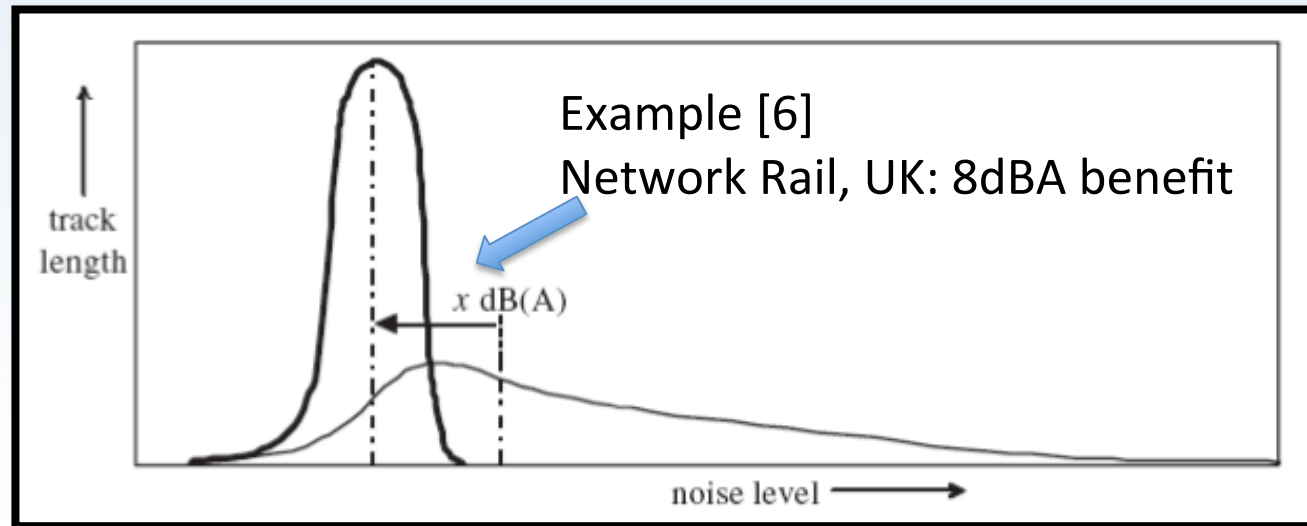 Example [6]
Network Rail, UK: 8dBA benefit
track
length
x dB(A)
noise level